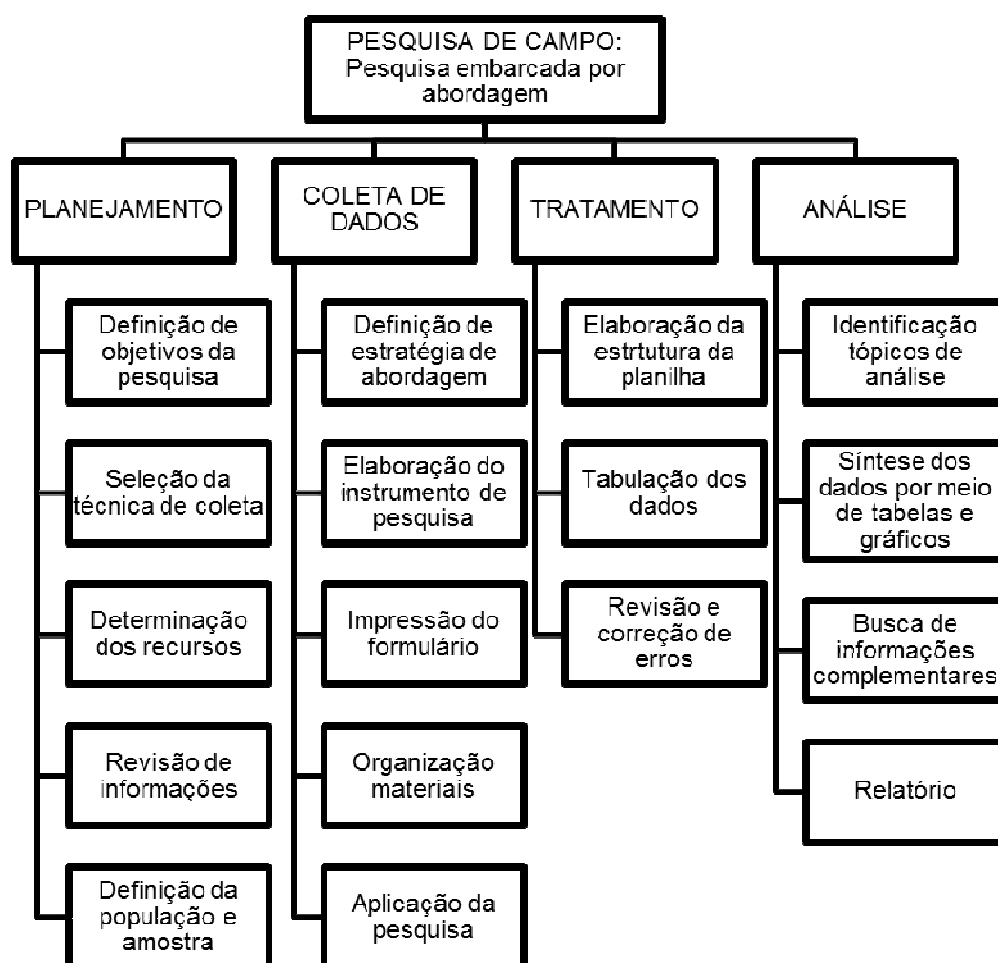 PESQUISA DE CAMPO:
Pesquisa embarcada por
abordagem
PLANEJAMENTO
Definição de
objetivos da
pesquisa
Seleção da
técnica de coleta
Determinação
dos recursos
Revisão de
informações
Definição da
população e
amostra
COLETA DE
DADOS
Definição de
estratégia de
abordagem
Elaboração do
instrumento de
pesquisa
Impressão do
formulário
Organização
materiais
Aplicação da
pesquisa
TRATAMENTO
Elaboração da
estrtutura da
planilha
Tabulação dos
dados
Revisão e
correção de
erros
ANÁLISE
Identificação
tópicos de
análise
Síntese dos
dados por meio
de tabelas e
gráficos
Busca de
informações
complementares
Relatório